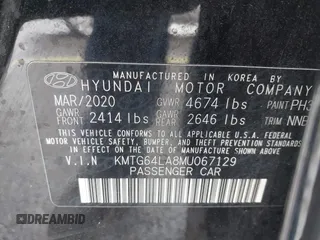 MANUFACTURED IN KOREA BY
HYUNDAI MOTOR COMPANY
MAR/2020 GVWR 4674 lbs PAINT PH3
GAWR FRONT 2414 lbs GAWR REAR 2646 lbs TRIM NNB
THIS VEHICLE CONFORMS TO ALL APPLICABLE
FEDERAL MOTOR VEHICLE SAFETY, BUMPER,
AND THEFT PREVENTION STANDARDS IN EFFECT
ON THE DATE OF MANUFACTURE SHOWN ABOVE.
V.I.N. KMTG64LA8MU067129
PASSENGER CAR
DREAMBID